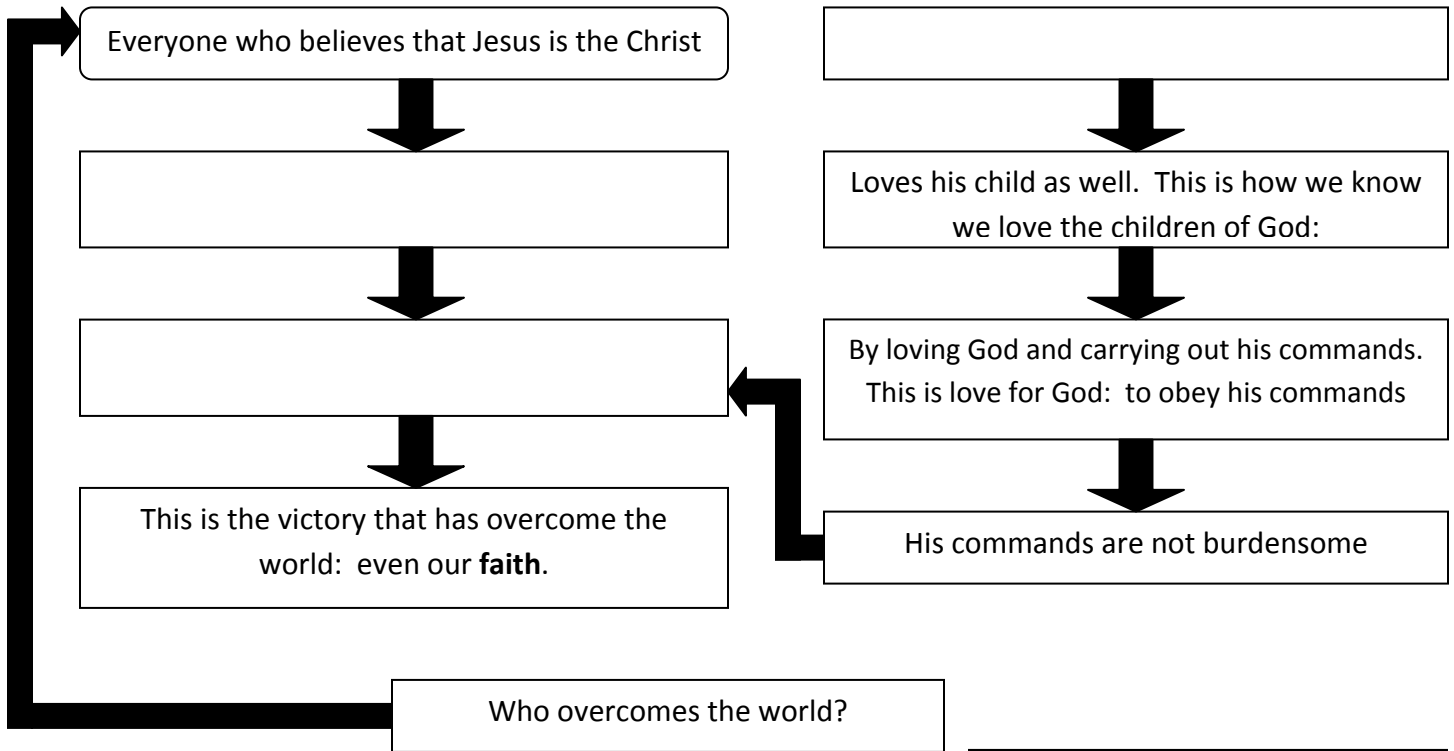 Everyone who believes that Jesus is the Christ
Loves his child as well.  This is how we know
we love the children of God:
By loving God and carrying out his commands.
This is love for God:  to obey his commands
This is the victory that has overcome the
world:  even our faith.
His commands are not burdensome
Who overcomes the world?